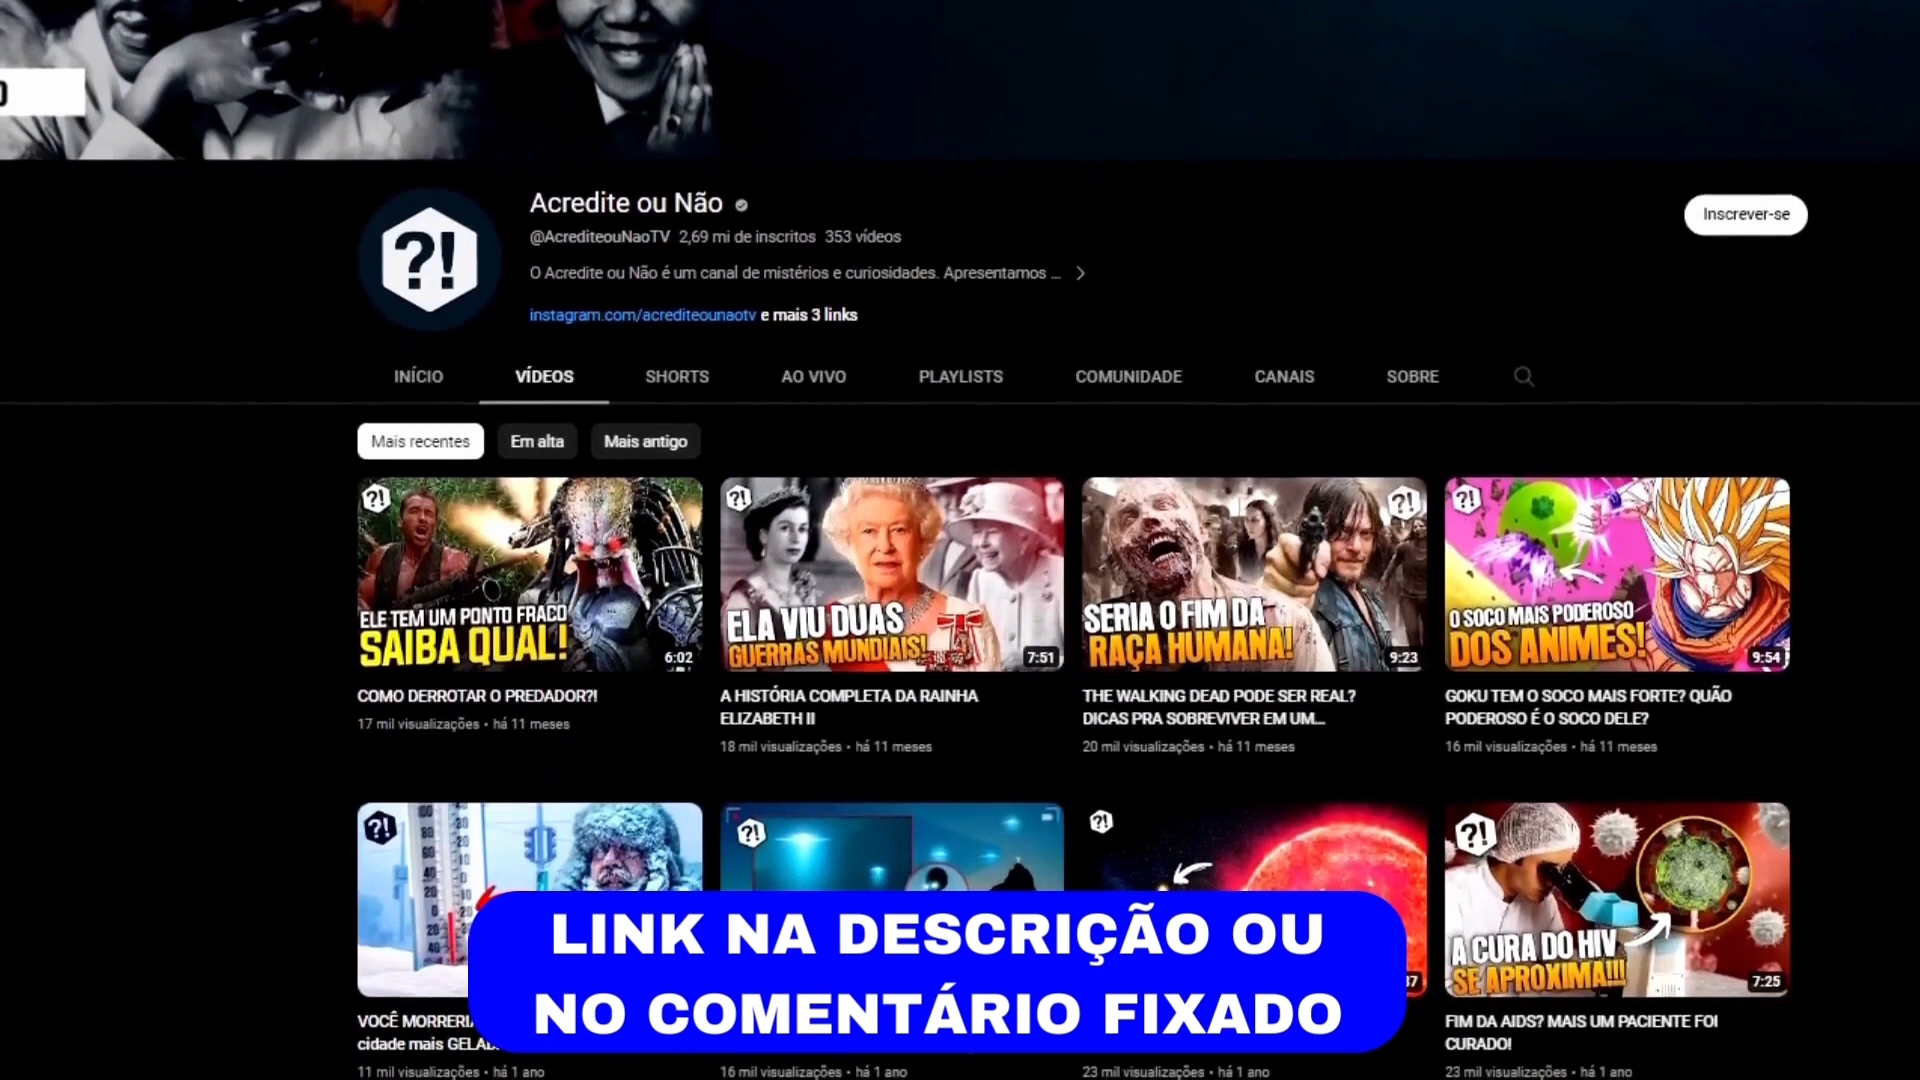 O
Acredite ou Não
@AcrediteouNaoTV 2,69 mi de inscritos 353 vídeos
O Acredite ou Não é um canal de mistérios e curiosidades. Apresentamos ...
instagram.com/acrediteounaotv e mais 3 links
Inscrever-se
?!
INÍCIO VÍDEOS SHORTS AO VIVO PLAYLISTS COMUNIDADE CANAIS SOBRE
Mais recentes Em alta Mais antigo
?!
ELE TEM UM PONTO FRACO
SAIBA QUAL!
6:02
?!
ELA VIU DUAS
GUERRAS MUNDIAIS!
7:51
?!
SERIA O FIM DA
RAÇA HUMANA!
9:23
?!
O SOCO MAIS PODEROSO
DOS ANIMES!
9:54
COMO DERROTAR O PREDADOR?!
17 mil visualizações • há 11 meses
A HISTÓRIA COMPLETA DA RAINHA
ELIZABETH II
18 mil visualizações • há 11 meses
THE WALKING DEAD PODE SER REAL?
DICAS PRA SOBREVIVER EM UM...
20 mil visualizações • há 11 meses
GOKU TEM O SOCO MAIS FORTE? QUÃO
PODEROSO É O SOCO DELE?
16 mil visualizações • há 11 meses
?!
?!
?!
?!
A CURA DO HIV
SE APROXIMA!!!
7:25
LINK NA DESCRIÇÃO OU
NO COMENTÁRIO FIXADO
VOCÊ MORRERI
cidade mais GELAD
11 mil visualizações • há 1 ano
16 mil visualizações • há 1 ano
23 mil visualizações • há 1 ano
FIM DA AIDS? MAIS UM PACIENTE FOI
CURADO!
23 mil visualizações • há 1 ano